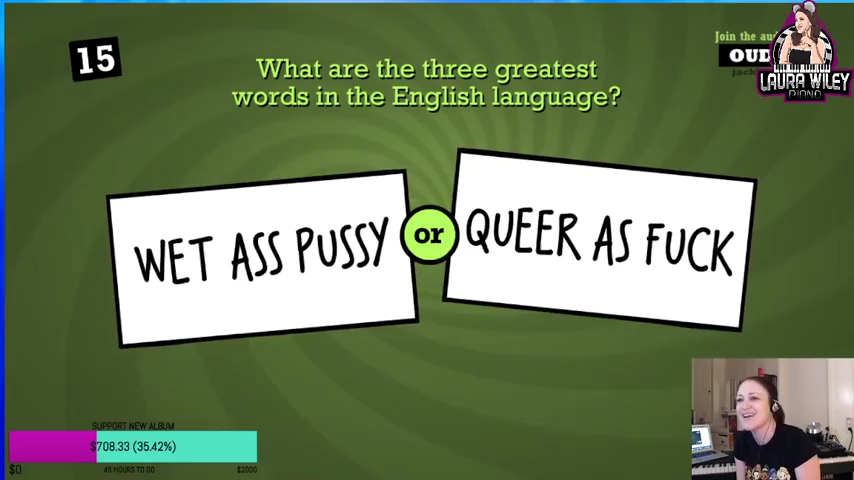 15
What are the three greatest
words in the English language?
Join the au
OUD
jack
LAURA WILEY
PIANO
WET ASS PUSSY
or
QUEER AS FUCK
SUPPORT NEW ALBUM
$708.33 (35.42%)
$0
45 HOURS TO GO
$2000